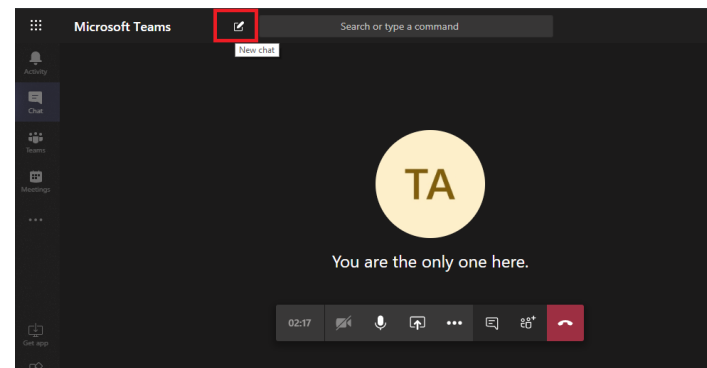 Microsoft Teams
Search or type a command
New chat
Activity
Chat
Teams
Meetings
TA
You are the only one here.
02:17
Get app